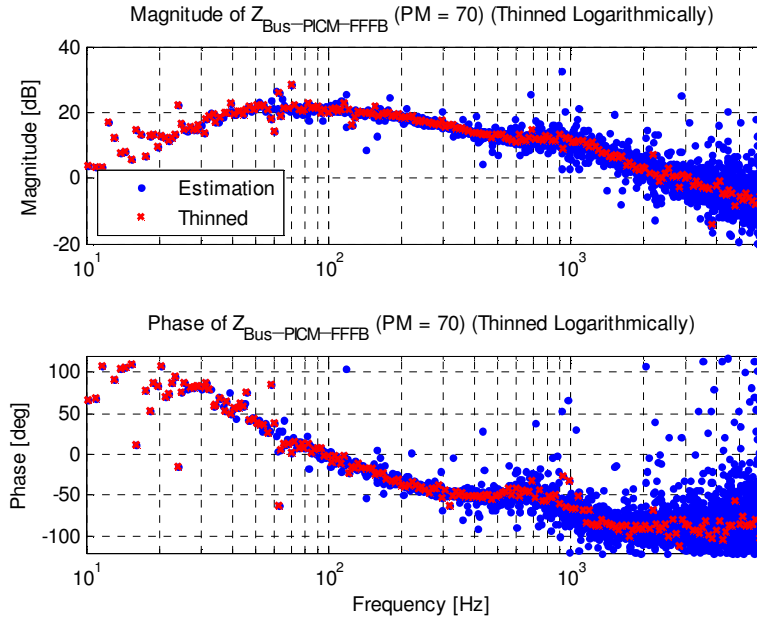 Magnitude of Z_Bus−PICM−FFFB (PM = 70) (Thinned Logarithmically)
40
20
0
-20
Magnitude [dB]
Estimation
Thinned
10^1 10^2 10^3
Phase of Z_Bus−PICM−FFFB (PM = 70) (Thinned Logarithmically)
100
50
0
-50
-100
Phase [deg]
10^1 10^2 10^3
Frequency [Hz]